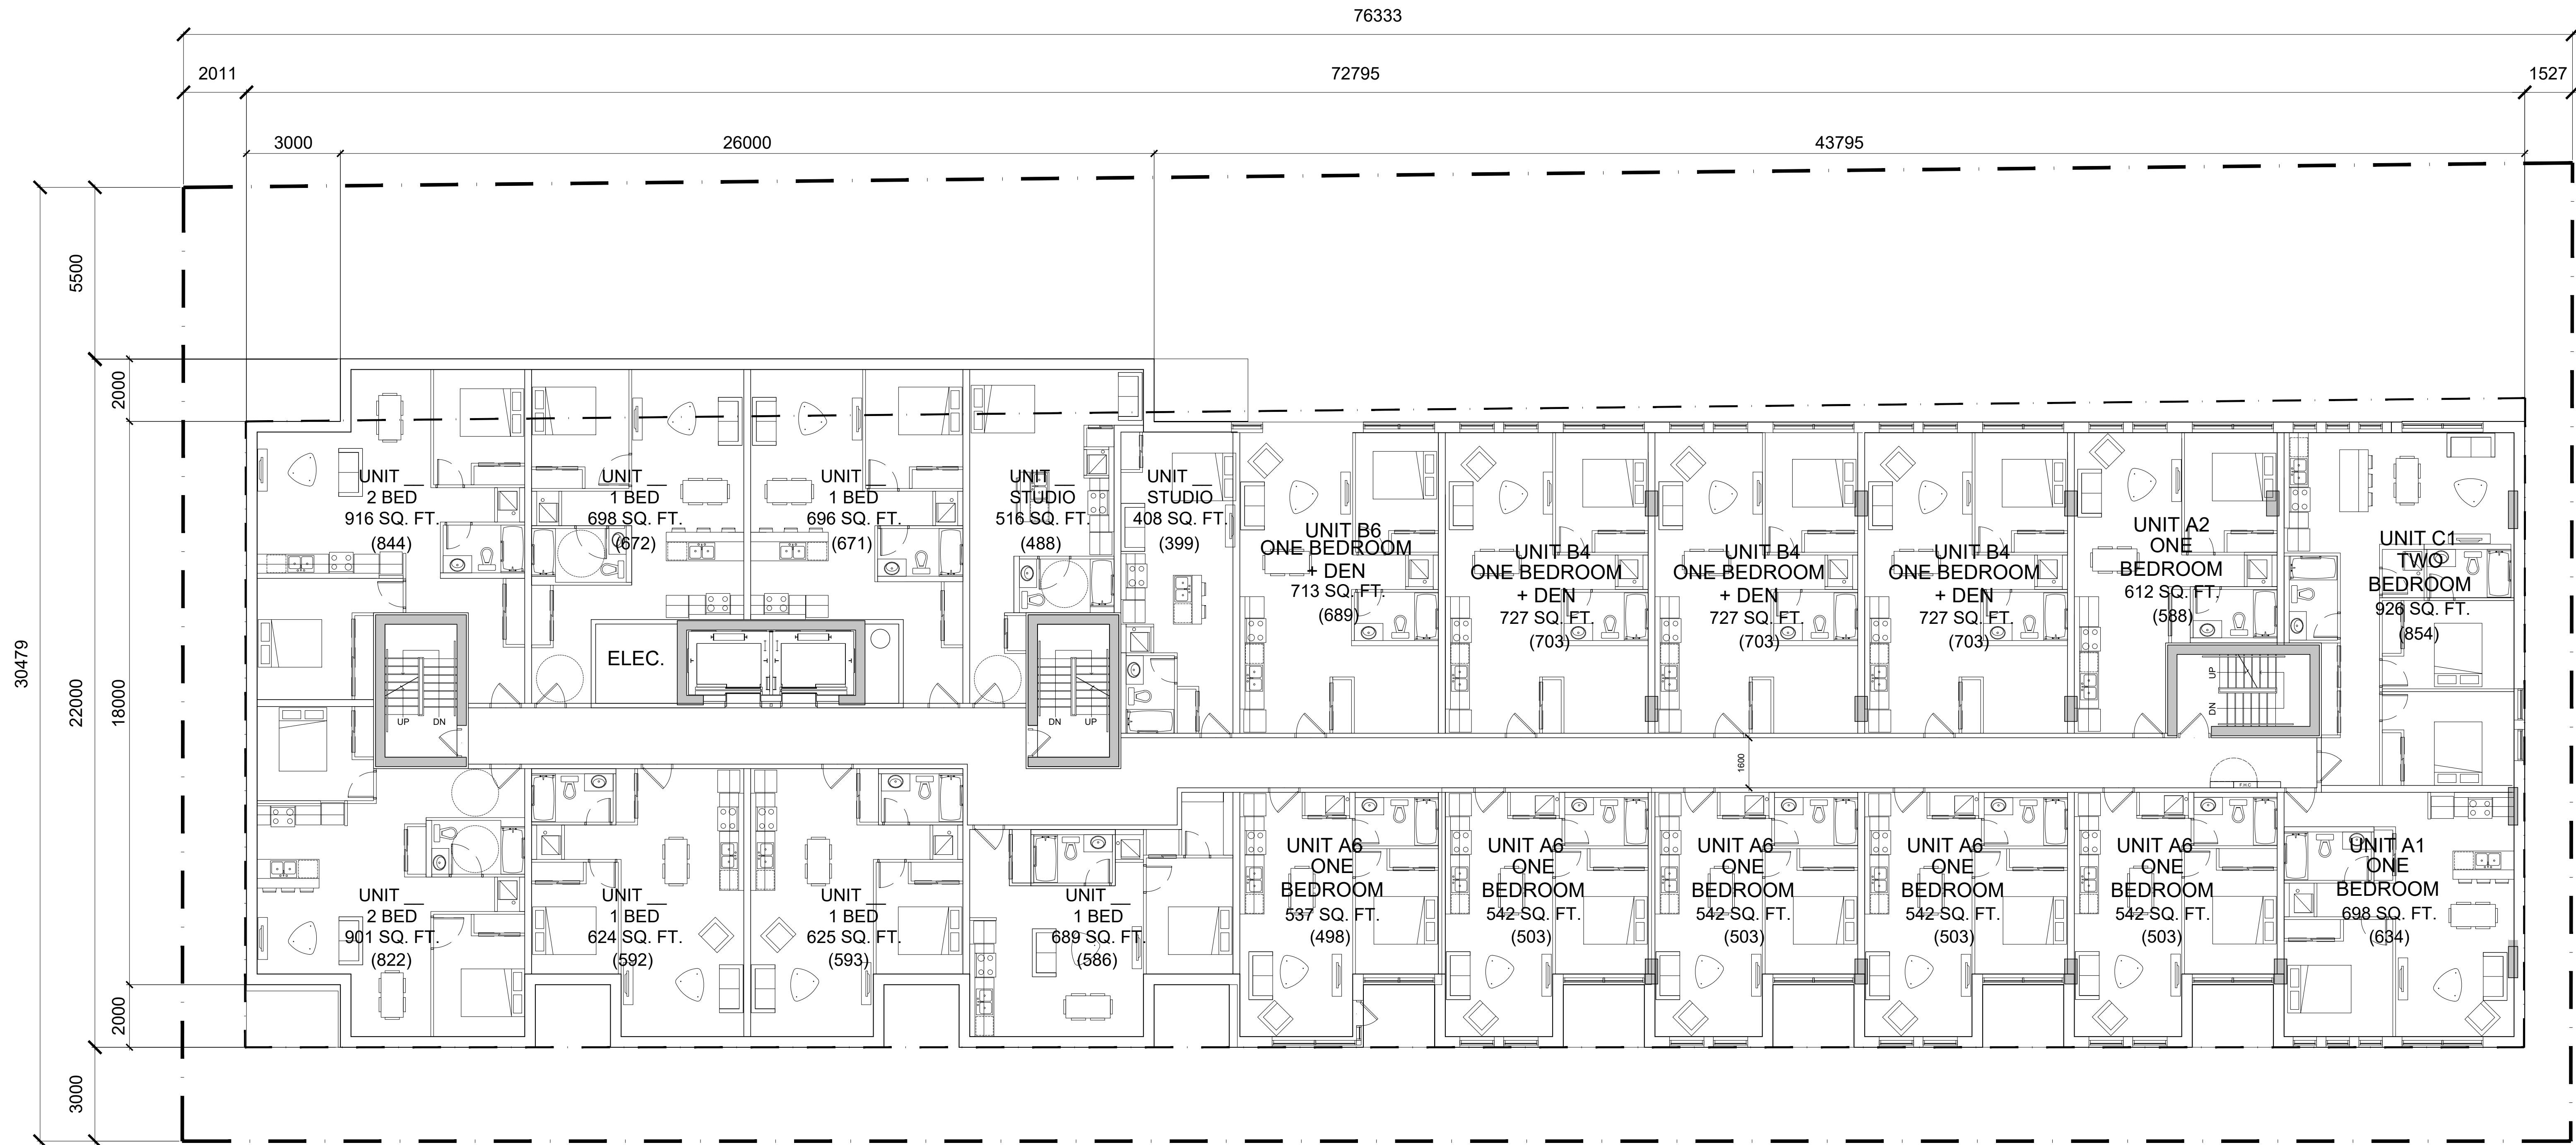 76333
2011
72795
1527
3000
26000
43795
5500
2000
30479
22000
18000
2000
3000
UNIT __
2 BED
916 SQ. FT.
(844)
UNIT __
1 BED
698 SQ. FT.
(672)
UNIT __
1 BED
696 SQ. FT.
(671)
UNIT __
STUDIO
516 SQ. FT.
(488)
UNIT __
STUDIO
408 SQ. FT.
(399)
UNIT B6
ONE BEDROOM
+ DEN
713 SQ. FT.
(689)
UNIT B4
ONE BEDROOM
+ DEN
727 SQ. FT.
(703)
UNIT B4
ONE BEDROOM
+ DEN
727 SQ. FT.
(703)
UNIT B4
ONE BEDROOM
+ DEN
727 SQ. FT.
(703)
UNIT A2
ONE
BEDROOM
612 SQ. FT.
(588)
UNIT C1
TWO
BEDROOM
926 SQ. FT.
(854)
ELEC.
UP
DN
DN
UP
UP
DN
1600
F.H.C
UNIT __
2 BED
901 SQ. FT.
(822)
UNIT __
1 BED
624 SQ. FT.
(592)
UNIT __
1 BED
625 SQ. FT.
(593)
UNIT __
1 BED
689 SQ. FT.
(586)
UNIT A6
ONE
BEDROOM
537 SQ. FT.
(498)
UNIT A6
ONE
BEDROOM
542 SQ. FT.
(503)
UNIT A6
ONE
BEDROOM
542 SQ. FT.
(503)
UNIT A6
ONE
BEDROOM
542 SQ. FT.
(503)
UNIT A6
ONE
BEDROOM
542 SQ. FT.
(503)
UNIT A1
ONE
BEDROOM
698 SQ. FT.
(634)